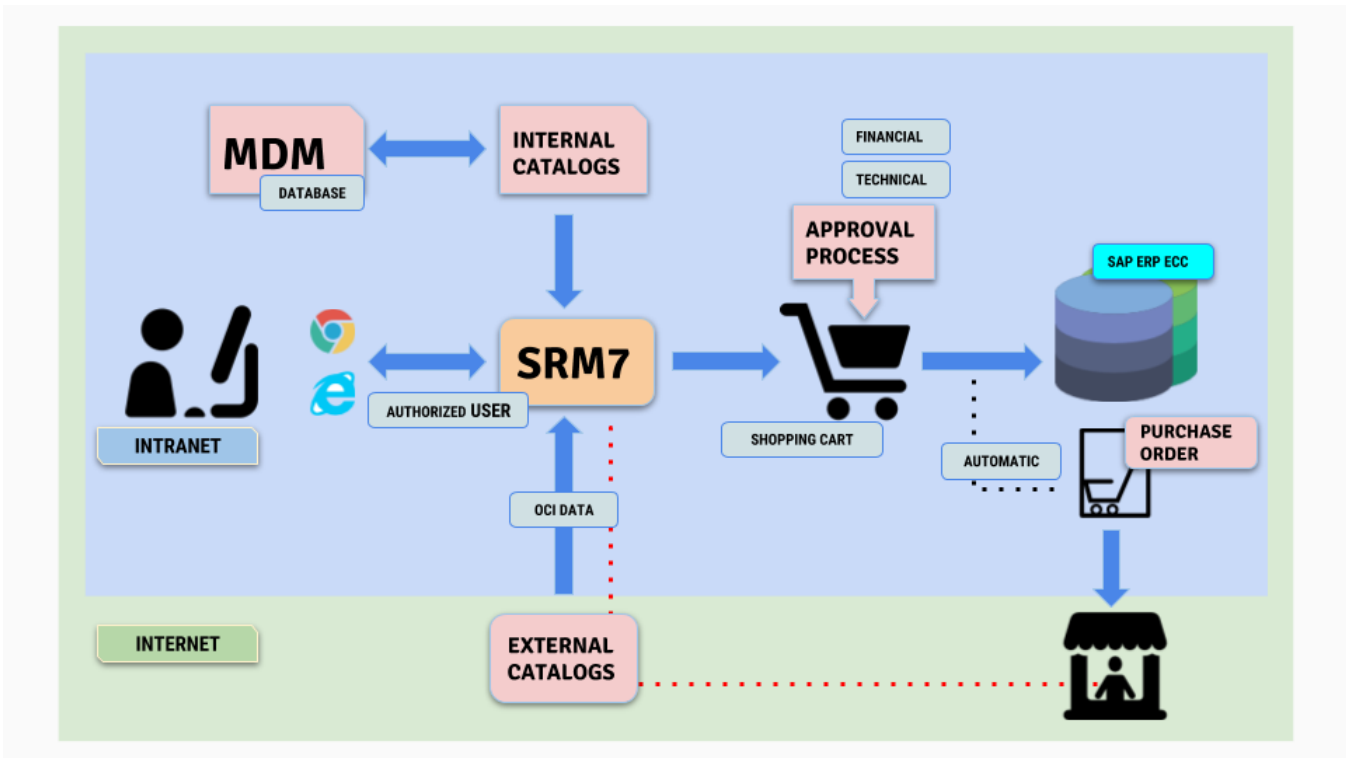 MDM
DATABASE
INTERNAL
CATALOGS
FINANCIAL
TECHNICAL
APPROVAL
PROCESS
SAP ERP ECC
SRM7
AUTHORIZED USER
INTRANET
SHOPPING CART
AUTOMATIC
PURCHASE
ORDER
OCI DATA
INTERNET
EXTERNAL
CATALOGS